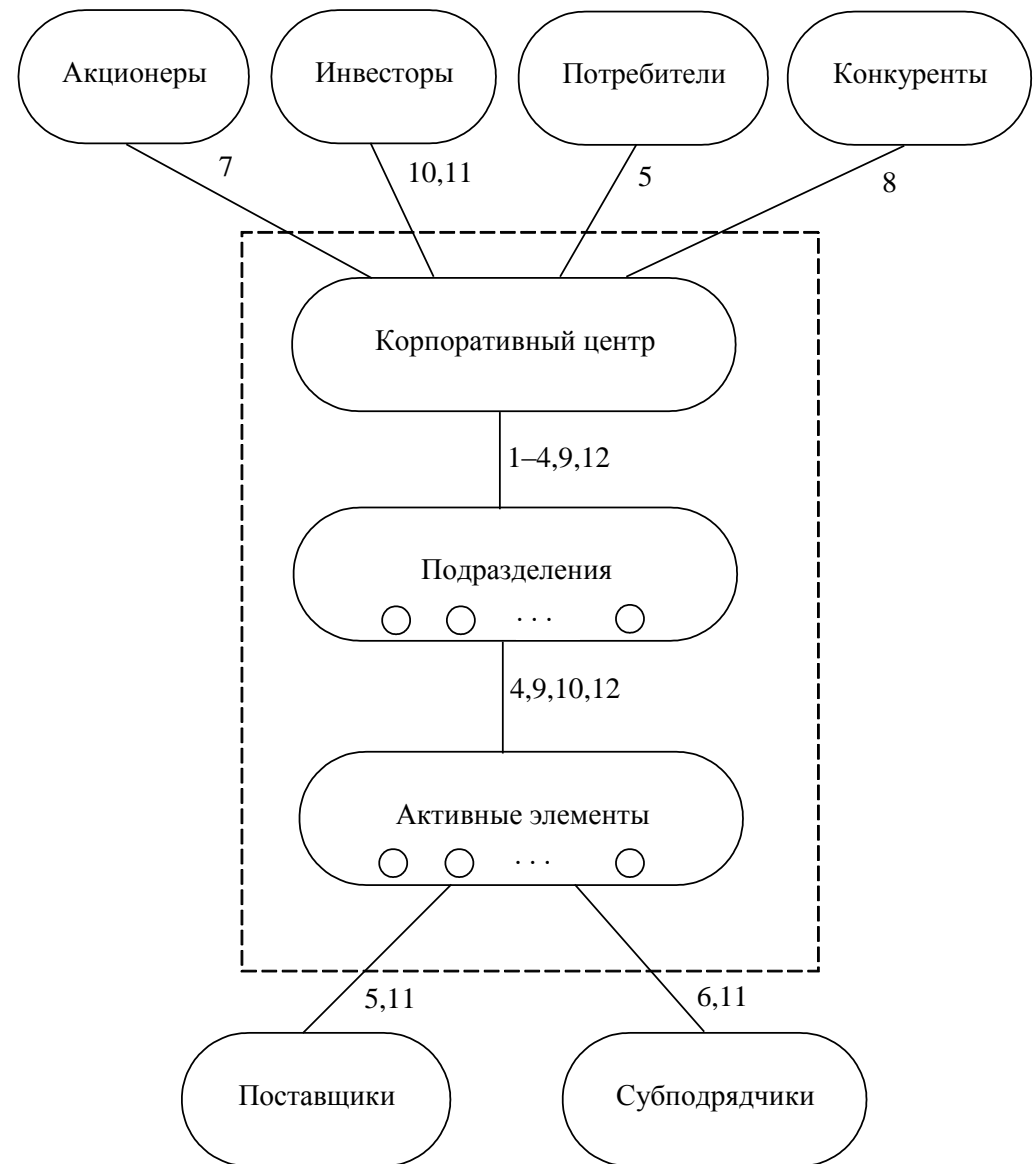 Акционеры
Инвесторы
Потребители
Конкуренты
7
10,11
5
8
Корпоративный центр
1–4,9,12
Подразделения
. . .
4,9,10,12
Активные элементы
. . .
5,11
6,11
Поставщики
Субподрядчики